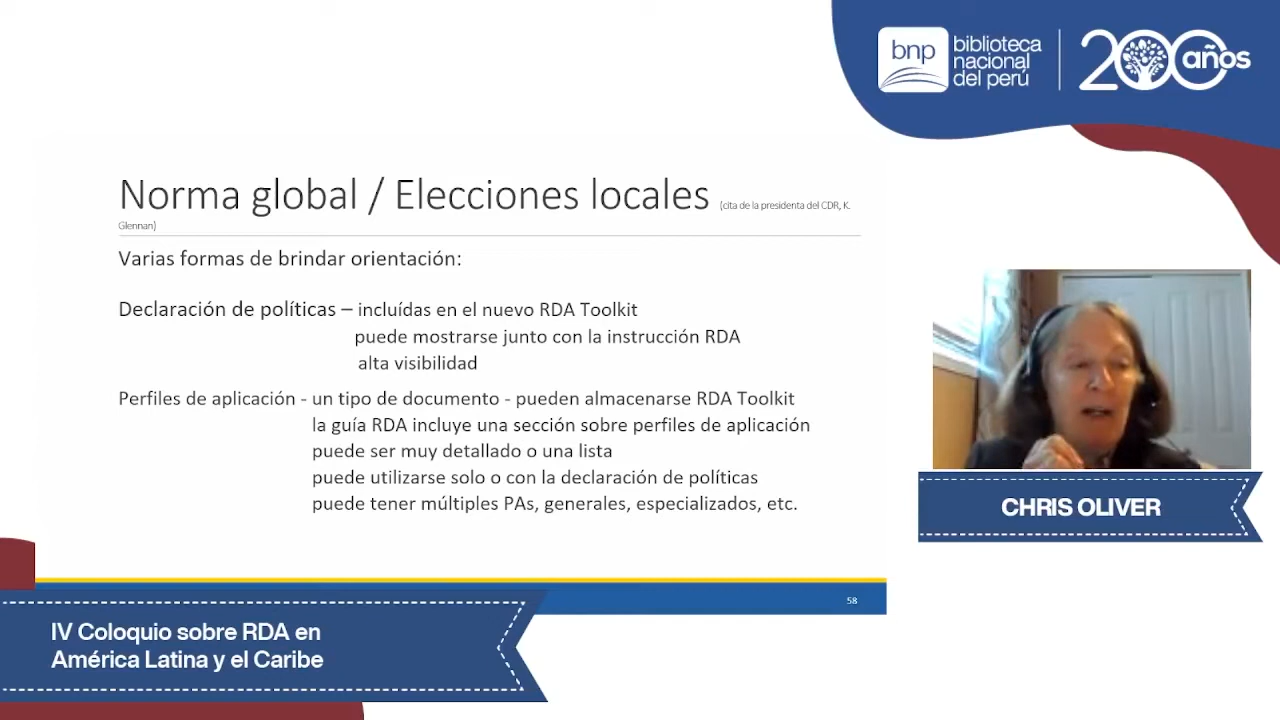 bnp
biblioteca
nacional
del perú
200 años
Norma global / Elecciones locales (cita de la presidenta del CDR, K.
Glennan)
Varias formas de brindar orientación:
Declaración de políticas – incluídas en el nuevo RDA Toolkit
puede mostrarse junto con la instrucción RDA
alta visibilidad
Perfiles de aplicación - un tipo de documento - pueden almacenarse RDA Toolkit
la guía RDA incluye una sección sobre perfiles de aplicación
puede ser muy detallado o una lista
puede utilizarse solo o con la declaración de políticas
puede tener múltiples PAs, generales, especializados, etc.
58
CHRIS OLIVER
IV Coloquio sobre RDA en
América Latina y el Caribe